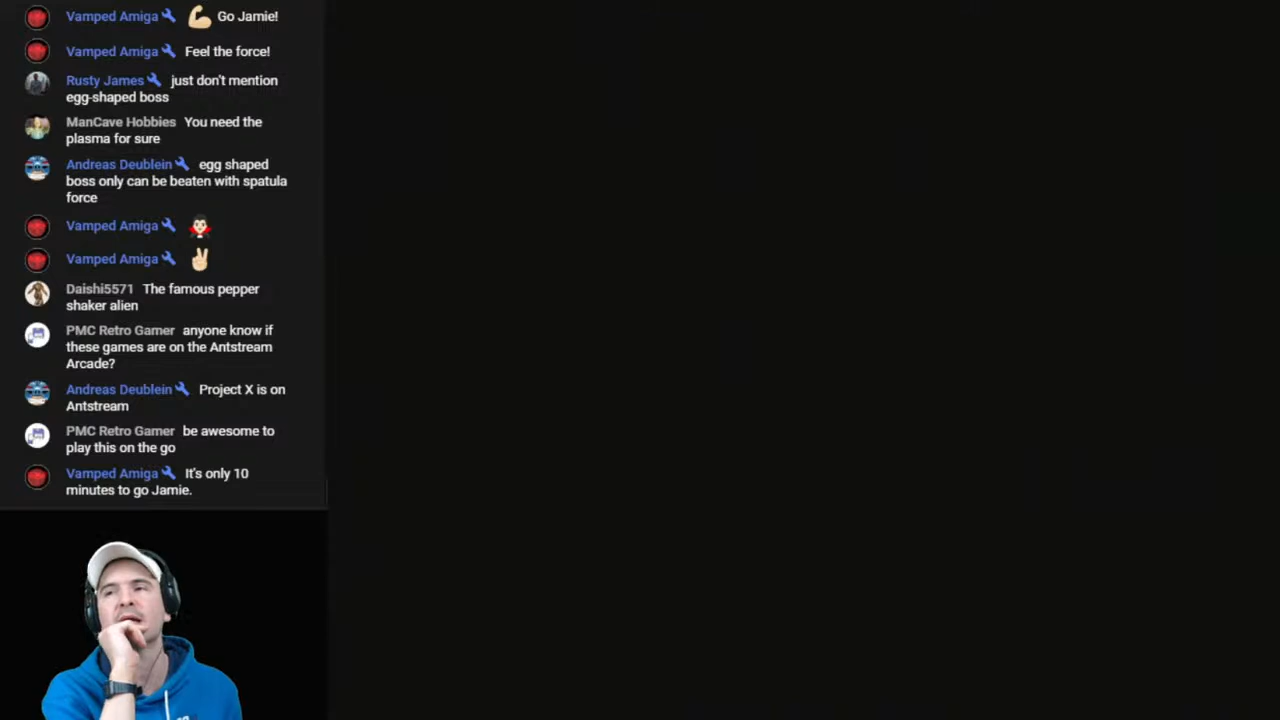 Vamped Amiga 💪🏼 Go Jamie!
Vamped Amiga Feel the force!
Rusty James just don't mention
egg-shaped boss
ManCave Hobbies You need the
plasma for sure
Andreas Deublein egg shaped
boss only can be beaten with spatula
force
Vamped Amiga 🧛🏻
Vamped Amiga ✌🏻
Daishi5571 The famous pepper
shaker alien
PMC Retro Gamer anyone know if
these games are on the Antstream
Arcade?
Andreas Deublein Project X is on
Antstream
PMC Retro Gamer be awesome to
play this on the go
Vamped Amiga It's only 10
minutes to go Jamie.